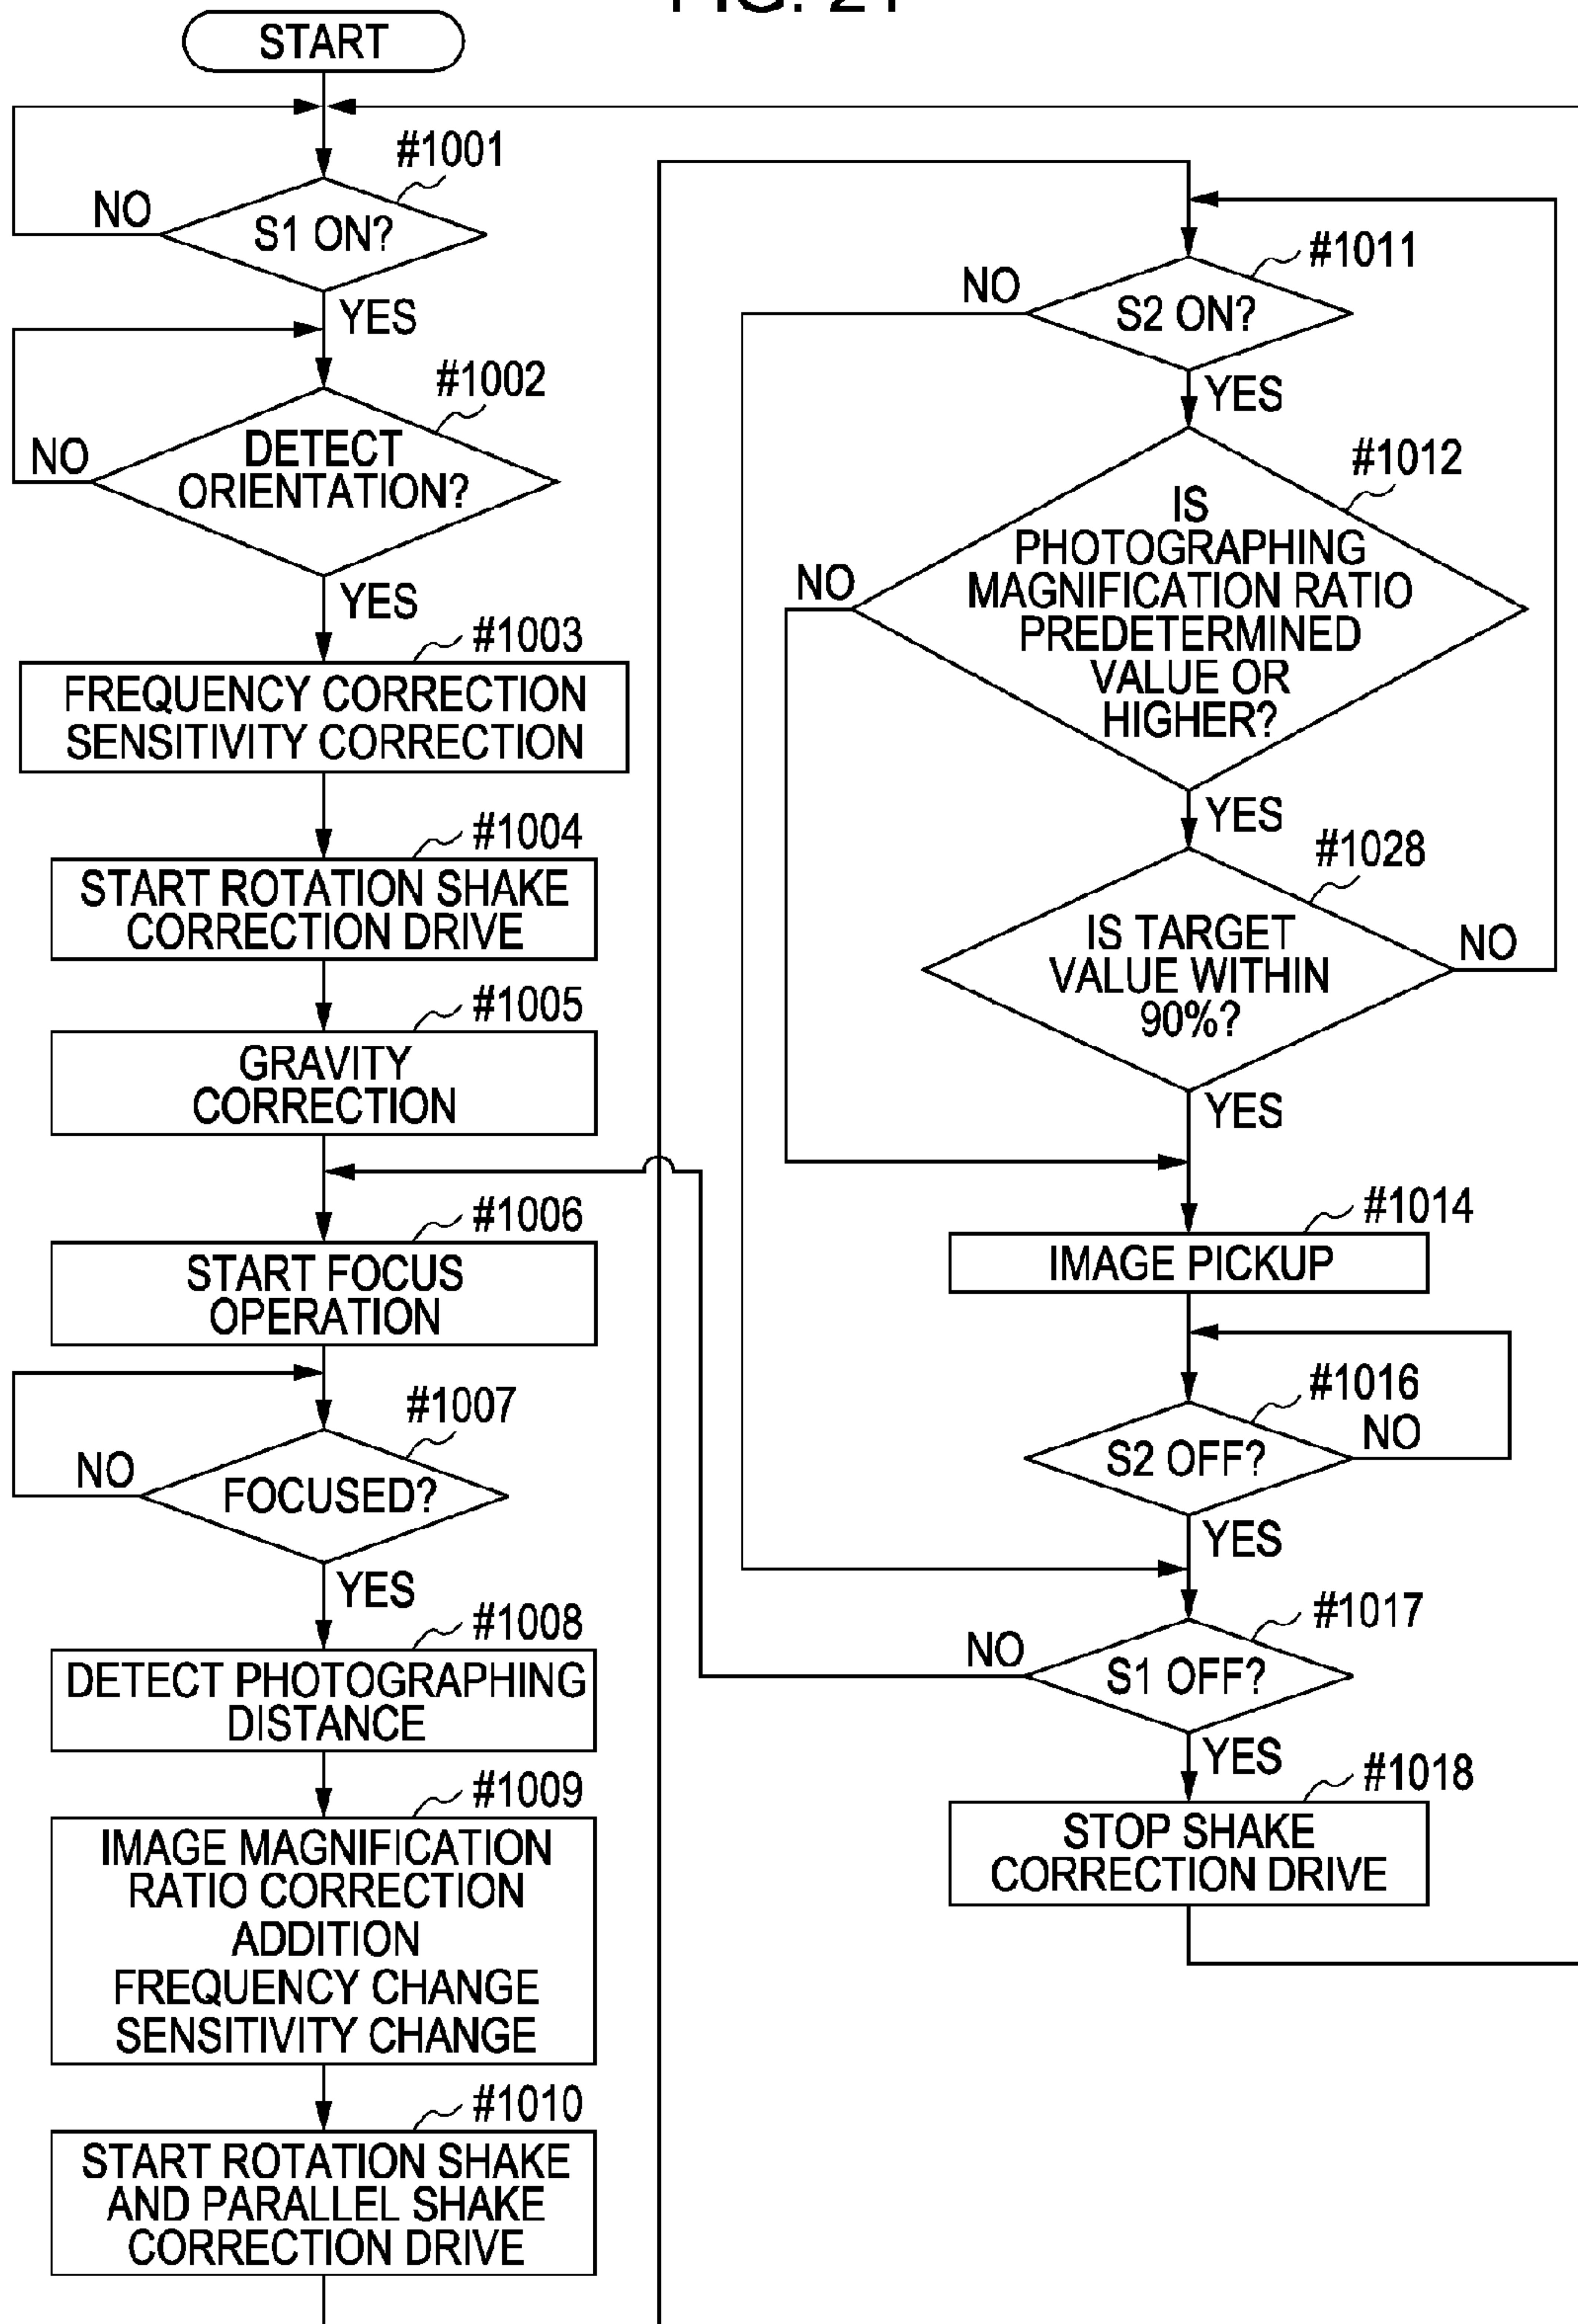 START
#1001
NO
S1 ON?
YES
#1002
NO
DETECT
ORIENTATION?
YES
#1003
FREQUENCY CORRECTION
SENSITIVITY CORRECTION
#1004
START ROTATION SHAKE
CORRECTION DRIVE
#1005
GRAVITY
CORRECTION
#1006
START FOCUS
OPERATION
#1007
NO
FOCUSED?
YES
#1008
DETECT PHOTOGRAPHING
DISTANCE
#1009
IMAGE MAGNIFICATION
RATIO CORRECTION
ADDITION
FREQUENCY CHANGE
SENSITIVITY CHANGE
#1010
START ROTATION SHAKE
AND PARALLEL SHAKE
CORRECTION DRIVE
#1011
NO
S2 ON?
YES
#1012
NO
IS
PHOTOGRAPHING
MAGNIFICATION RATIO
PREDETERMINED
VALUE OR
HIGHER?
YES
#1028
IS TARGET
VALUE WITHIN
90%?
NO
YES
#1014
IMAGE PICKUP
#1016
S2 OFF?
NO
YES
#1017
NO
S1 OFF?
YES
#1018
STOP SHAKE
CORRECTION DRIVE